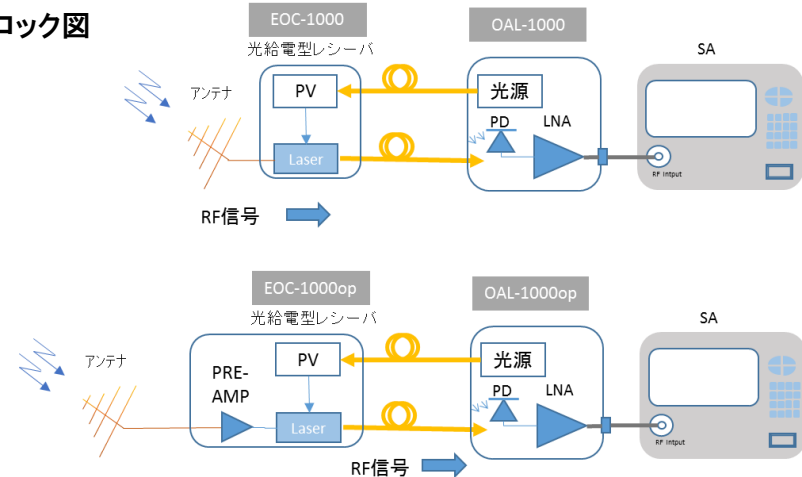 ロック図
EOC-1000
光給電型レシーバ
OAL-1000
SA
アンテナ
PV
光源
PD
LNA
Laser
RF Intput
RF信号
EOC-1000op
光給電型レシーバ
OAL-1000op
SA
アンテナ
PRE-
AMP
PV
光源
PD
LNA
Laser
RF Intput
RF信号